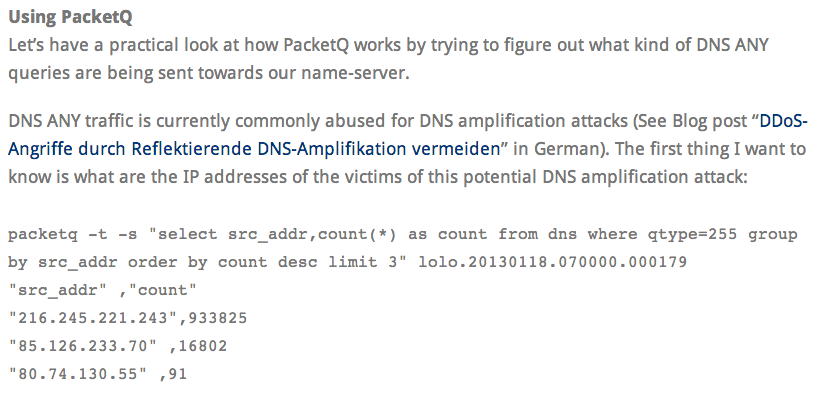 Using PacketQ
Let's have a practical look at how PacketQ works by trying to figure out what kind of DNS ANY
queries are being sent towards our name-server.
DNS ANY traffic is currently commonly abused for DNS amplification attacks (See Blog post “DDoS-
Angriffe durch Reflektierende DNS-Amplifikation vermeiden” in German). The first thing I want to
know is what are the IP addresses of the victims of this potential DNS amplification attack:
packetq -t -s "select src_addr,count(*) as count from dns where qtype=255 group
by src_addr order by count desc limit 3" lolo.20130118.070000.000179
"src_addr" ,"count"
"216.245.221.243",933825
"85.126.233.70" ,16802
"80.74.130.55" ,91